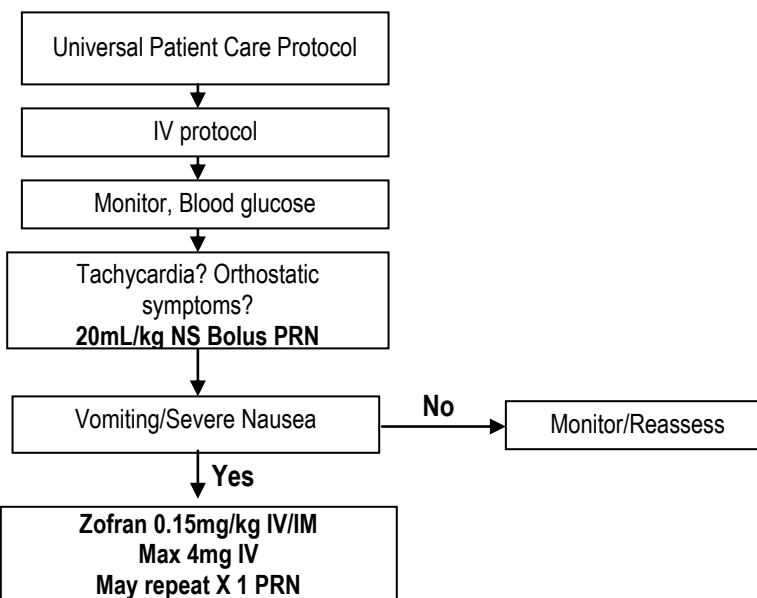 Universal Patient Care Protocol
IV protocol
Monitor, Blood glucose
Tachycardia? Orthostatic
symptoms?
20mL/kg NS Bolus PRN
Vomiting/Severe Nausea
No
Monitor/Reassess
Yes
Zofran 0.15mg/kg IV/IM
Max 4mg IV
May repeat X 1 PRN